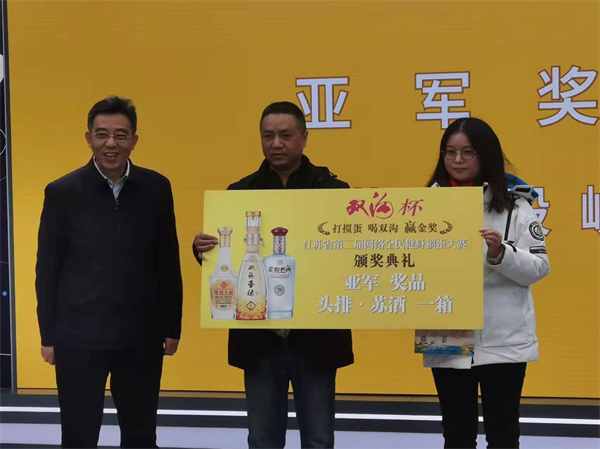 亚军奖
双沟杯
打掼蛋 喝双沟 赢金奖
江苏省第二届网络全民健身掼蛋大赛
颁奖典礼
亚军 奖品
头排·苏酒 一箱